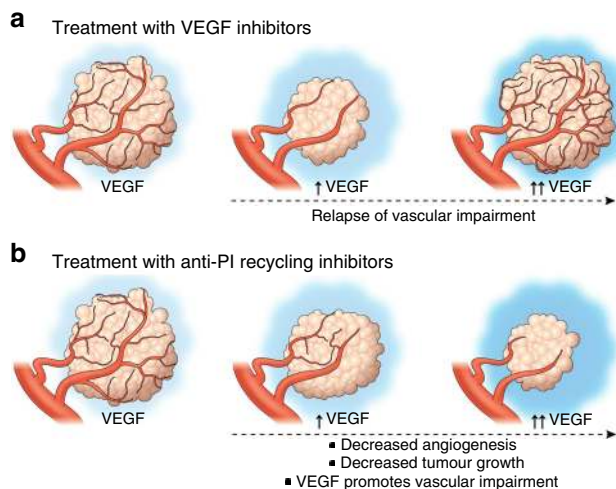 a
Treatment with VEGF inhibitors
VEGF
↑ VEGF
↑↑ VEGF
Relapse of vascular impairment
b
Treatment with anti-PI recycling inhibitors
VEGF
↑ VEGF
↑↑ VEGF
▪ Decreased angiogenesis
▪ Decreased tumour growth
▪ VEGF promotes vascular impairment